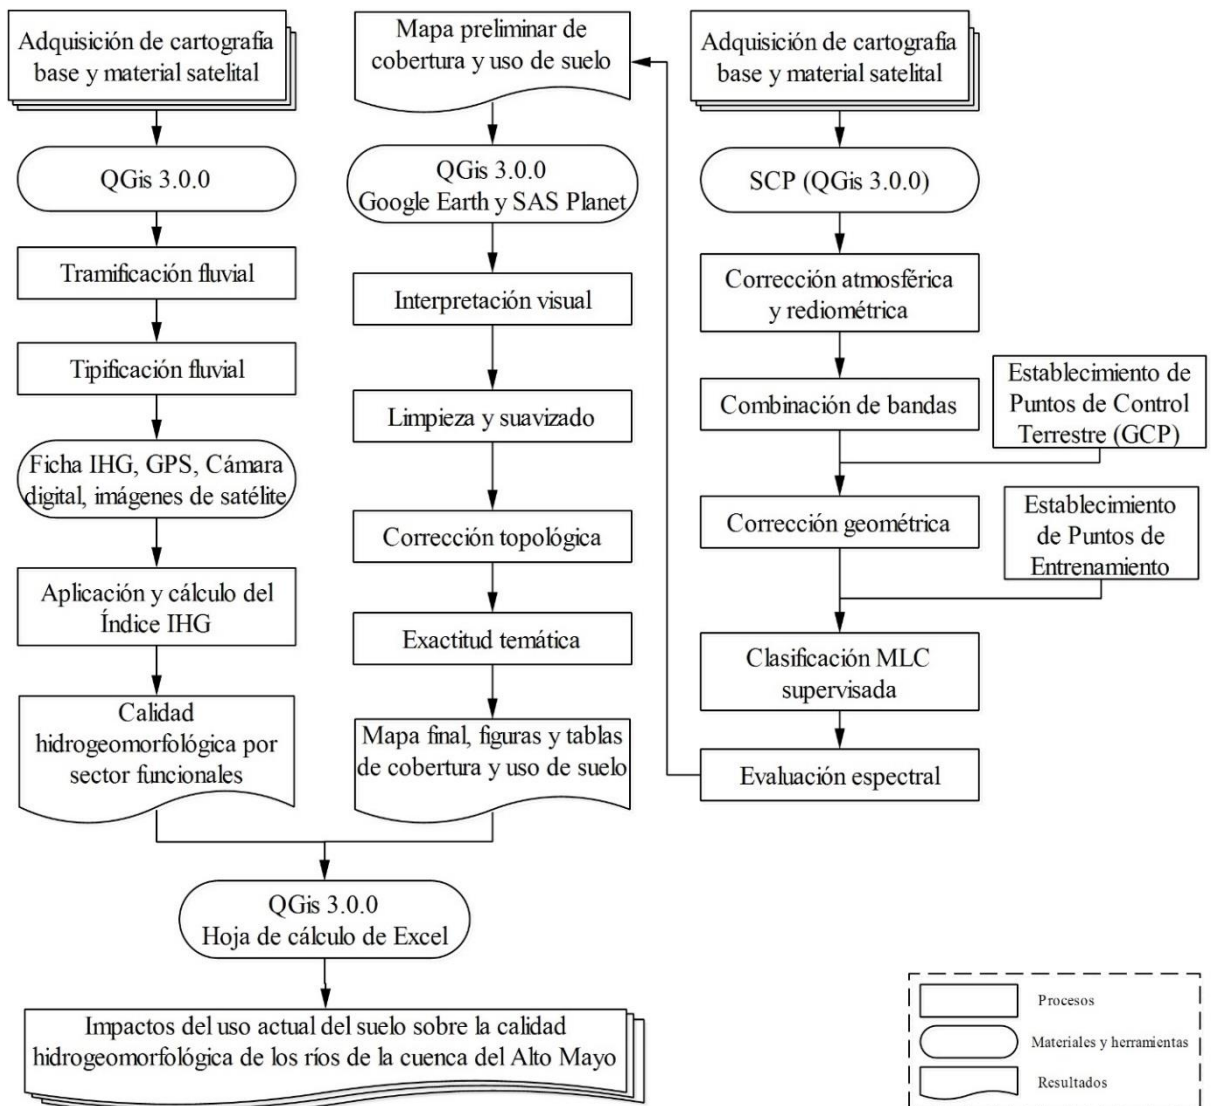 Adquisición de cartografía
base y material satelital
QGis 3.0.0
Tramificación fluvial
Tipificación fluvial
Ficha IHG, GPS, Cámara
digital, imágenes de satélite
Aplicación y cálculo del
Índice IHG
Calidad
hidrogeomorfológica por
sector funcionales
Mapa preliminar de
cobertura y uso de suelo
QGis 3.0.0
Google Earth y SAS Planet
Interpretación visual
Limpieza y suavizado
Corrección topológica
Exactitud temática
Mapa final, figuras y tablas
de cobertura y uso de suelo
Adquisición de cartografía
base y material satelital
SCP (QGis 3.0.0)
Corrección atmosférica
y rediométrica
Combinación de bandas
Establecimiento de
Puntos de Control
Terrestre (GCP)
Corrección geométrica
Establecimiento
de Puntos de
Entrenamiento
Clasificación MLC
supervisada
Evaluación espectral
QGis 3.0.0
Hoja de cálculo de Excel
Impactos del uso actual del suelo sobre la calidad
hidrogeomorfológica de los ríos de la cuenca del Alto Mayo
Procesos
Materiales y herramientas
Resultados